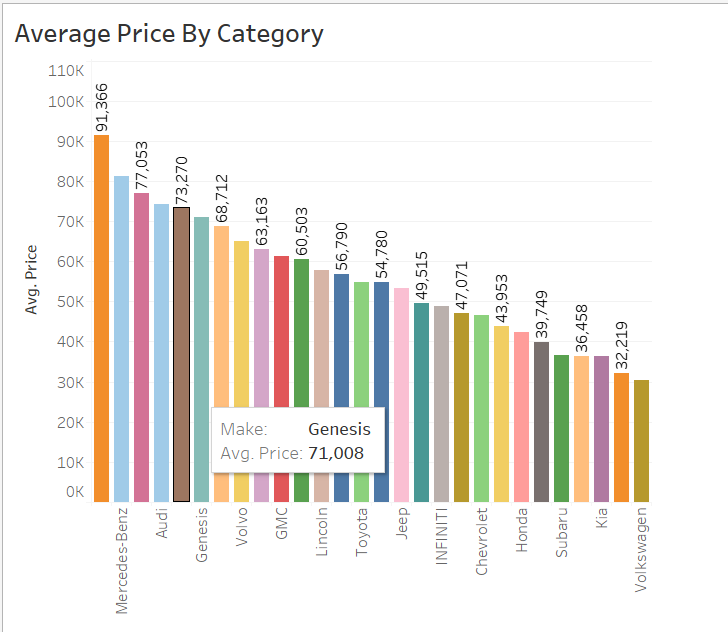 Average Price By Category
110K
100K
90K
80K
70K
60K
50K
40K
30K
20K
10K
0K
Avg. Price
91,366
77,053
73,270
68,712
63,163
60,503
56,790
54,780
49,515
47,071
43,953
39,749
36,458
32,219
Make: Genesis
Avg. Price: 71,008
Mercedes-Benz
Audi
Genesis
Volvo
GMC
Lincoln
Toyota
Jeep
INFINITI
Chevrolet
Honda
Subaru
Kia
Volkswagen